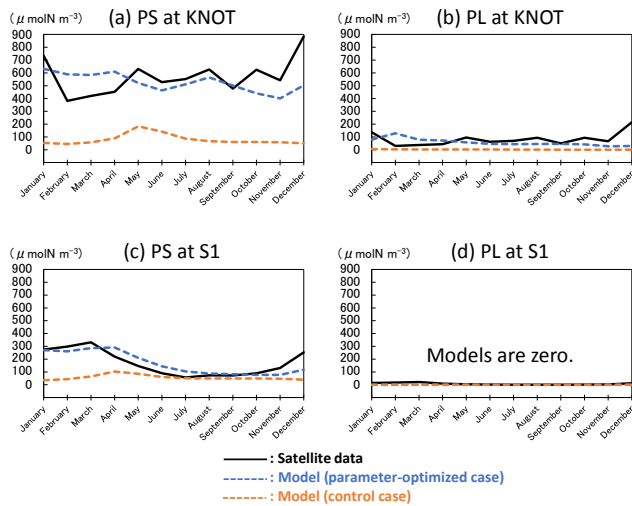 (a) PS at KNOT
(μ molN m⁻³)
900
800
700
600
500
400
300
200
100
0
January
February
March
April
May
June
July
August
September
October
November
December
(b) PL at KNOT
(μ molN m⁻³)
900
800
700
600
500
400
300
200
100
0
January
February
March
April
May
June
July
August
September
October
November
December
(c) PS at S1
(μ molN m⁻³)
900
800
700
600
500
400
300
200
100
0
January
February
March
April
May
June
July
August
September
October
November
December
(d) PL at S1
(μ molN m⁻³)
900
800
700
600
500
400
300
200
100
0
Models are zero.
January
February
March
April
May
June
July
August
September
October
November
December
: Satellite data
: Model (parameter-optimized case)
: Model (control case)